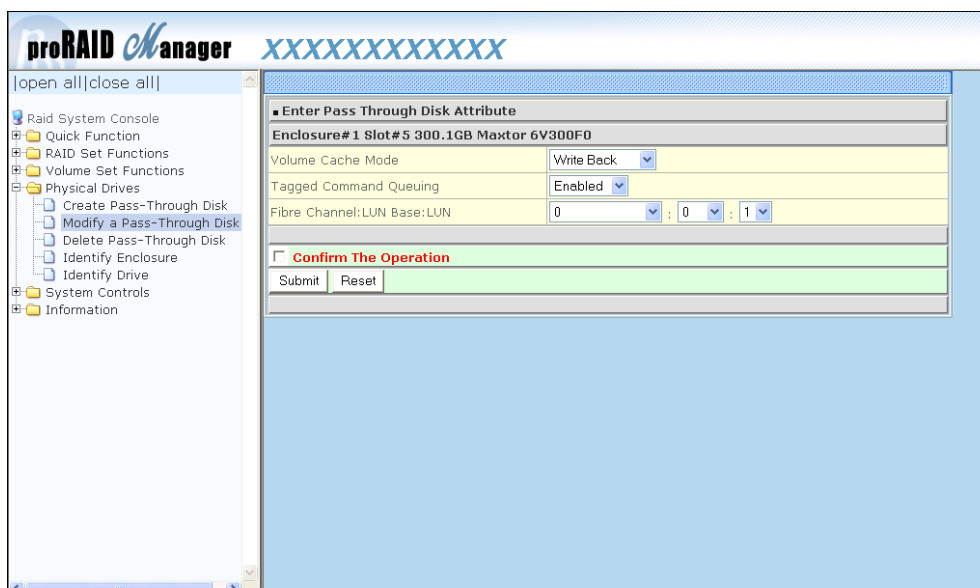 proRAID Manager XXXXXXXXXXXX
|open all|close all|
Raid System Console
Quick Function
RAID Set Functions
Volume Set Functions
Physical Drives
Create Pass-Through Disk
Modify a Pass-Through Disk
Delete Pass-Through Disk
Identify Enclosure
Identify Drive
System Controls
Information
Enter Pass Through Disk Attribute
Enclosure#1 Slot#5 300.1GB Maxtor 6V300F0
Volume Cache Mode Write Back
Tagged Command Queuing Enabled
Fibre Channel:LUN Base:LUN 0 : 0 : 1
Confirm The Operation
Submit Reset